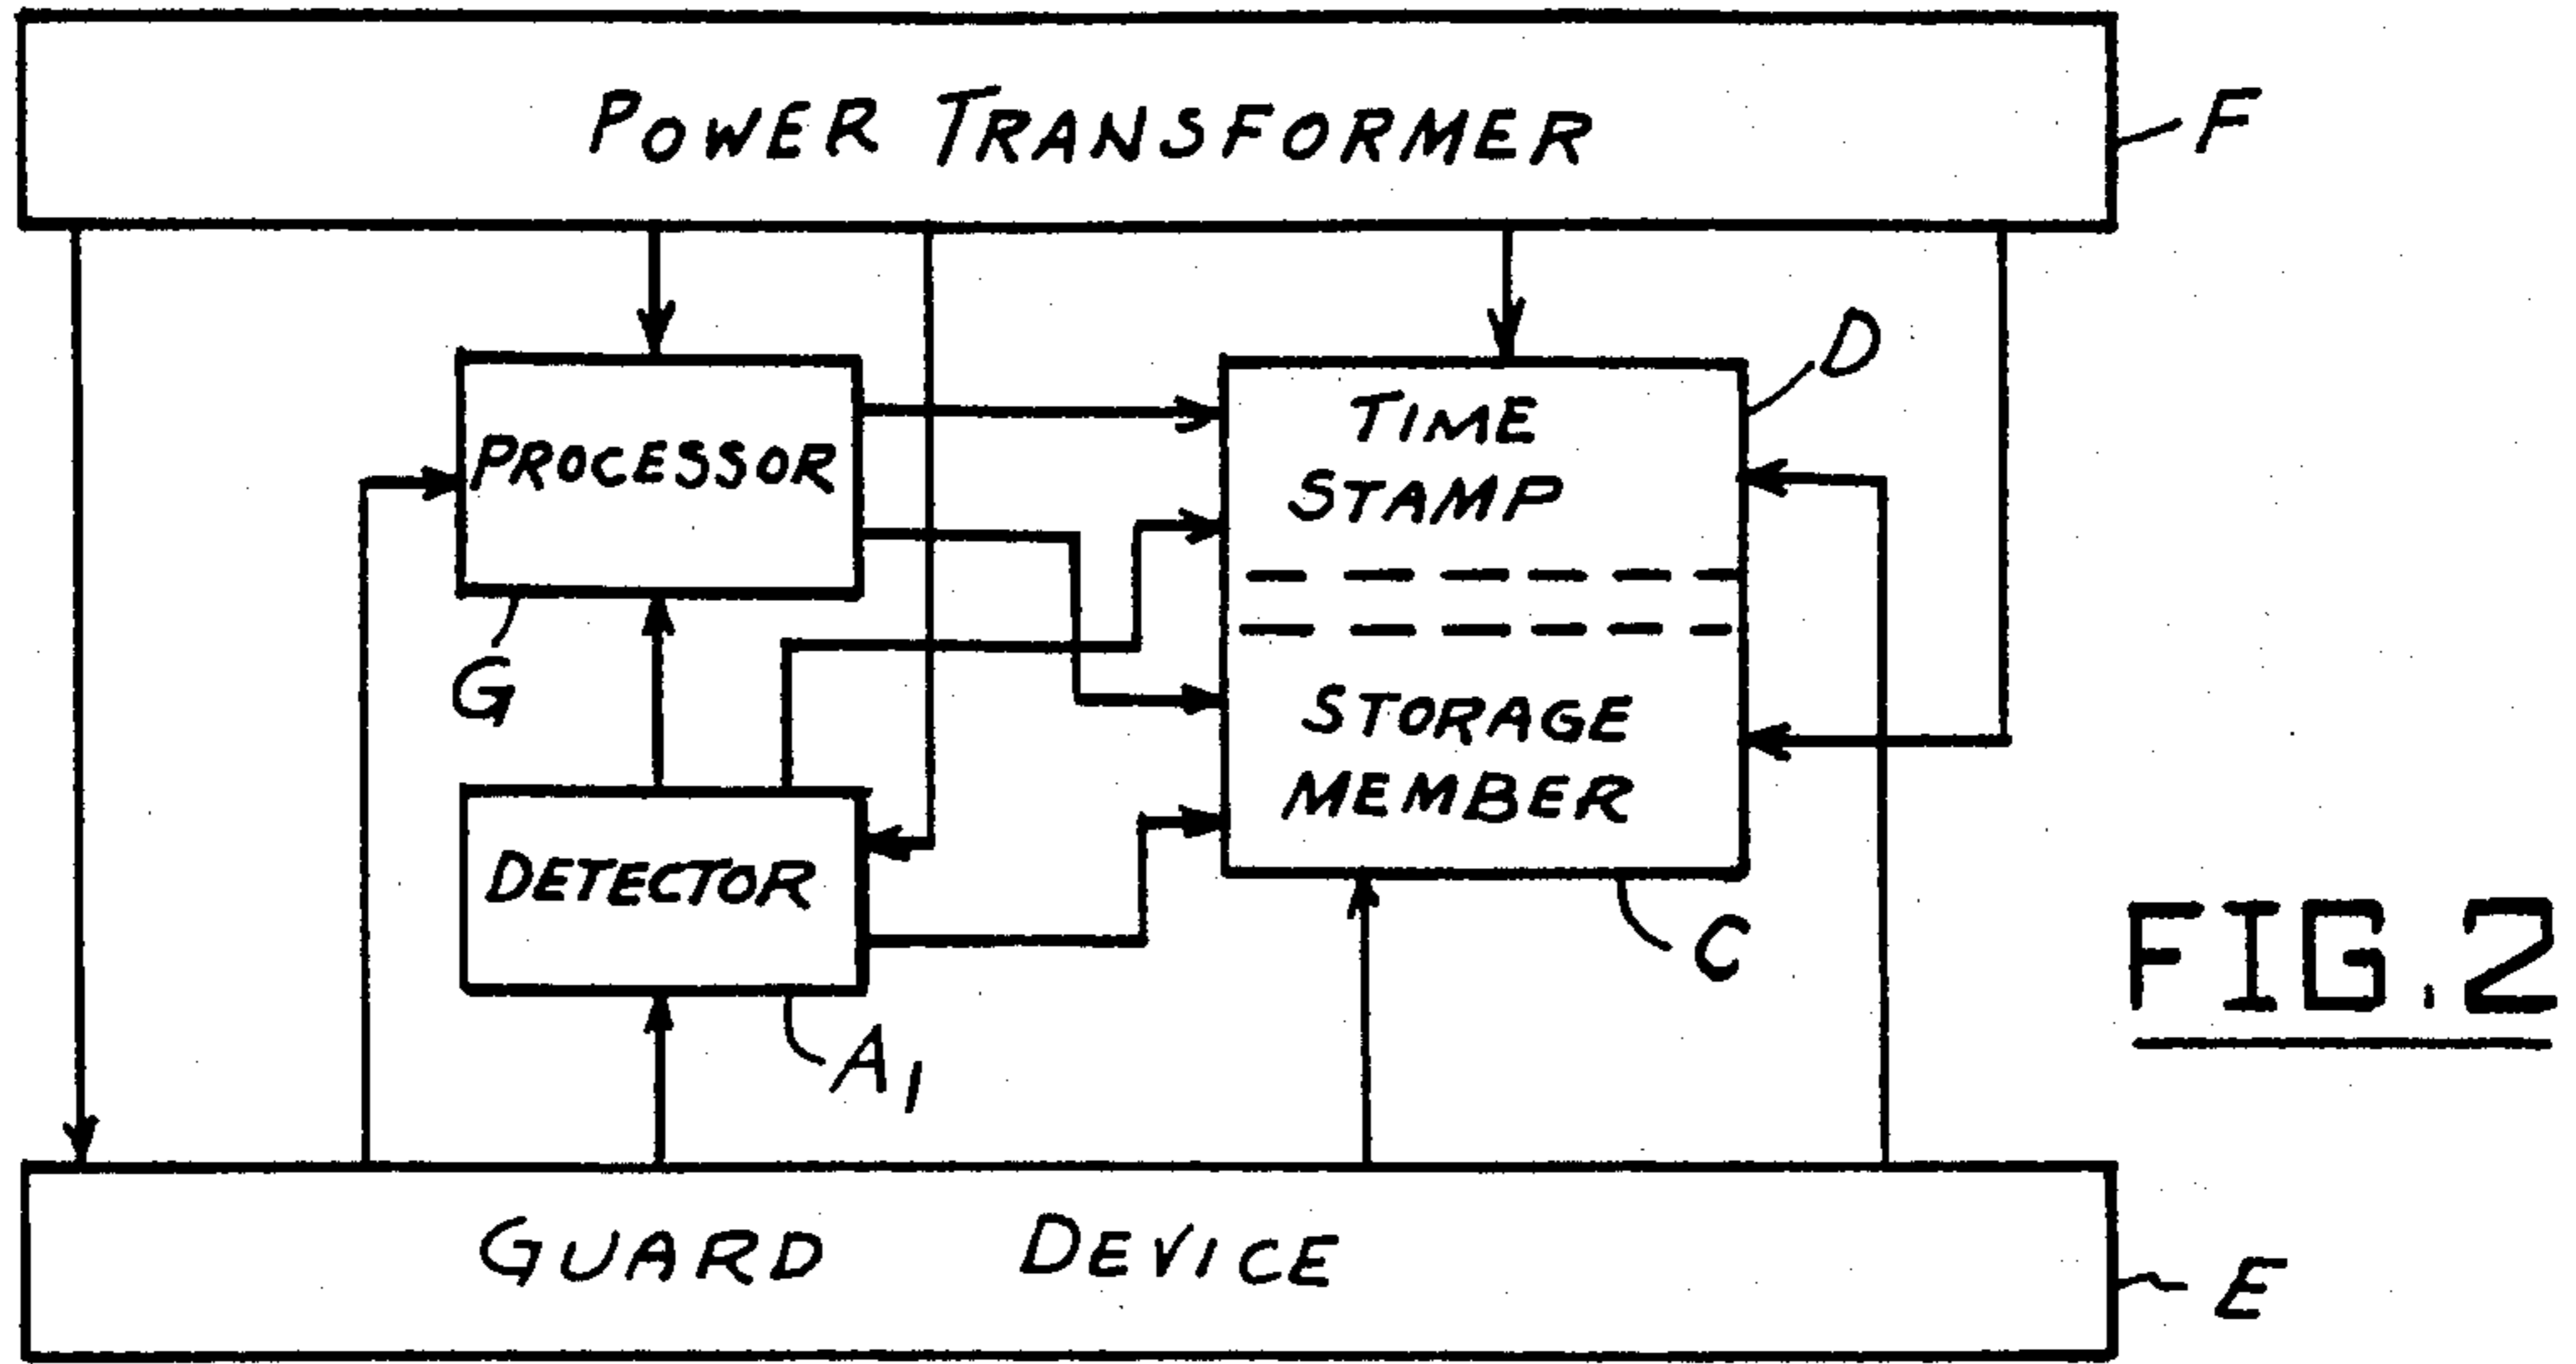 POWER TRANSFORMER
F
D
TIME
STAMP
PROCESSOR
G
STORAGE
MEMBER
DETECTOR
C
A1
FIG.2
GUARD DEVICE
E